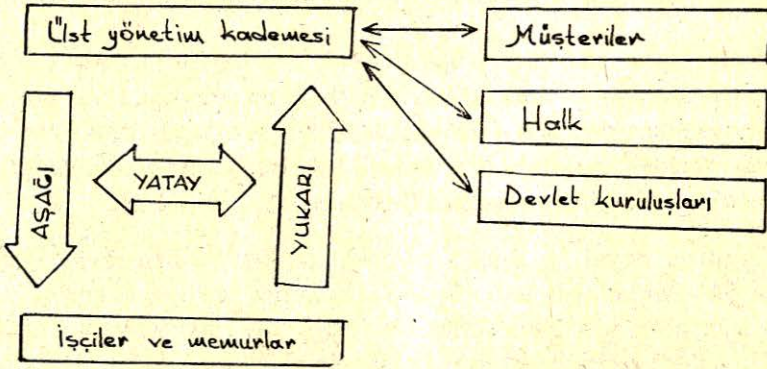 Üst yönetim kademesi
Müşteriler
Halk
Devlet kuruluşları
AŞAĞI
YATAY
YUKARI
İşçiler ve memurlar